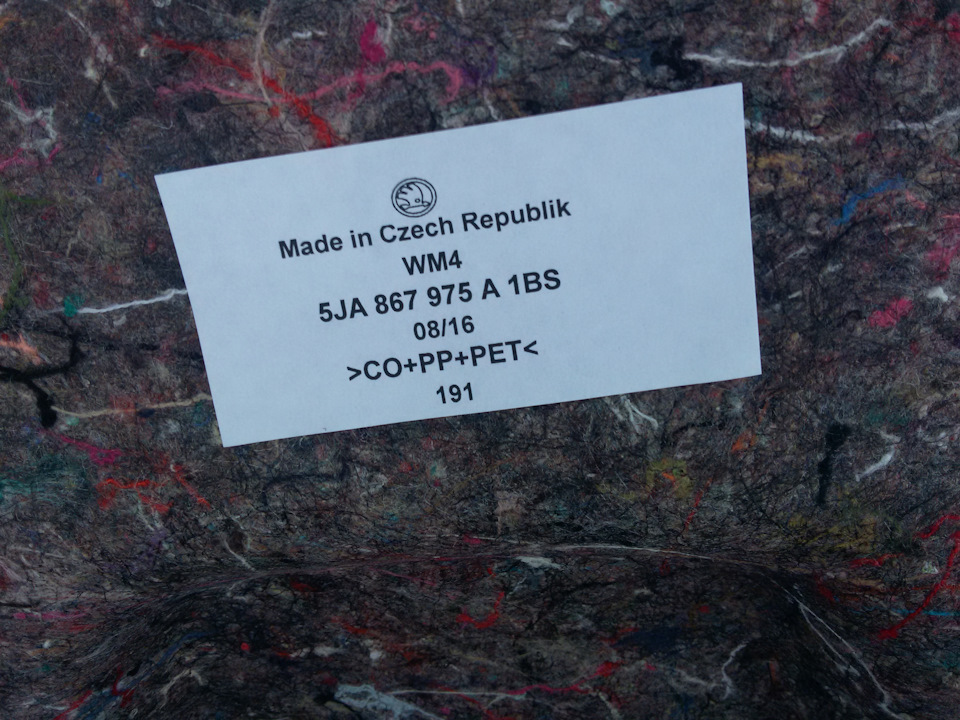 Made in Czech Republik
WM4
5JA 867 975 A 1BS
08/16
>CO+PP+PET<
191